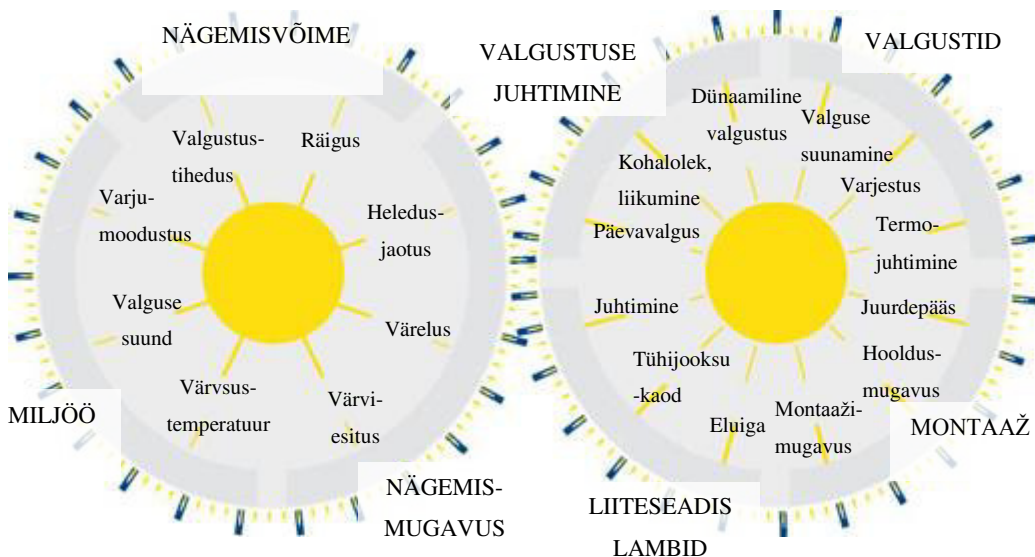 NÄGEMISVÕIME
Valgustus-
tihedus
Räigus
Varju-
moodustus
Heledus-
jaotus
Valguse
suund
Värelus
Värvsus-
temperatuur
Värvi-
esitus
MILJÖÖ
NÄGEMIS-
MUGAVUS
VALGUSTUSE
JUHTIMINE
VALGUSTID
Dünaamiline
valgustus
Valguse
suunamine
Kohalolek,
liikumine
Varjestus
Päevavalgus
Termo-
juhtimine
Juhtimine
Juurdepääs
Tühijooksu
-kaod
Hooldus-
mugavus
Eluiga
Montaaži-
mugavus
MONTAAŽ
LIITESEADIS
LAMBID